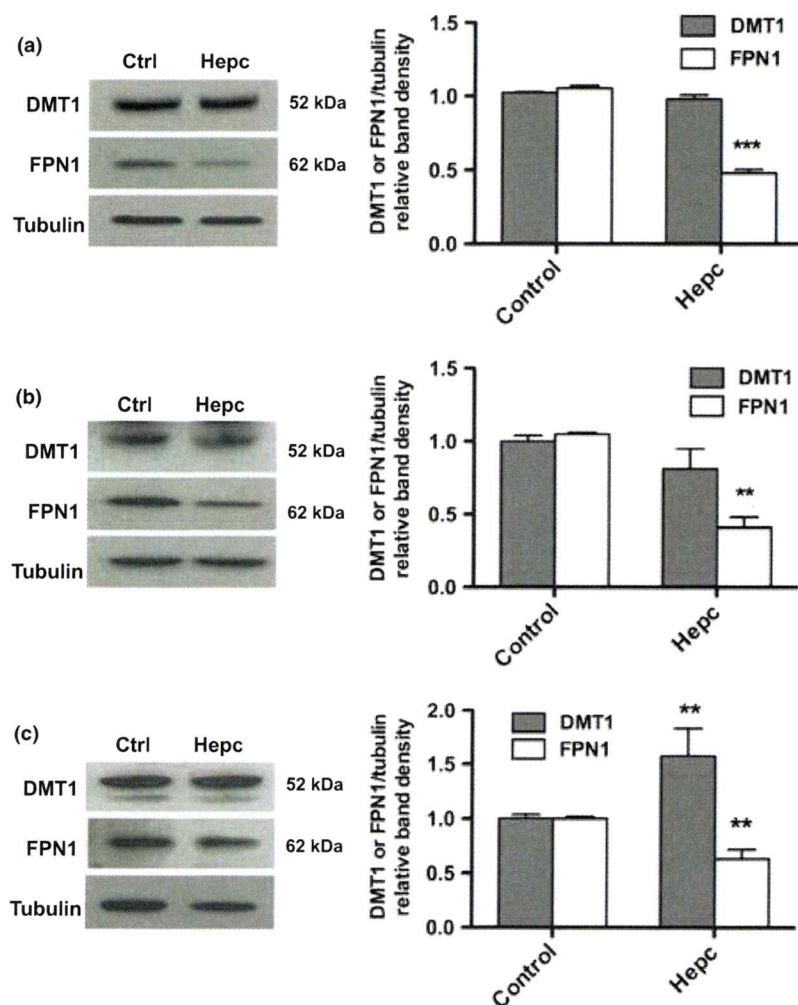 (a)
Ctrl Hepc
DMT1 52 kDa
FPN1 62 kDa
Tubulin
DMT1 or FPN1/tubulin
relative band density
1.5
1.0
0.5
0.0
DMT1
FPN1
***
Control
Hepc
(b)
Ctrl Hepc
DMT1 52 kDa
FPN1 62 kDa
Tubulin
DMT1 or FPN1/tubulin
relative band density
1.5
1.0
0.5
0.0
DMT1
FPN1
**
Control
Hepc
(c)
Ctrl Hepc
DMT1 52 kDa
FPN1 62 kDa
Tubulin
DMT1 or FPN1/tubulin
relative band density
2.0
1.5
1.0
0.5
0.0
DMT1
FPN1
**
**
Control
Hepc